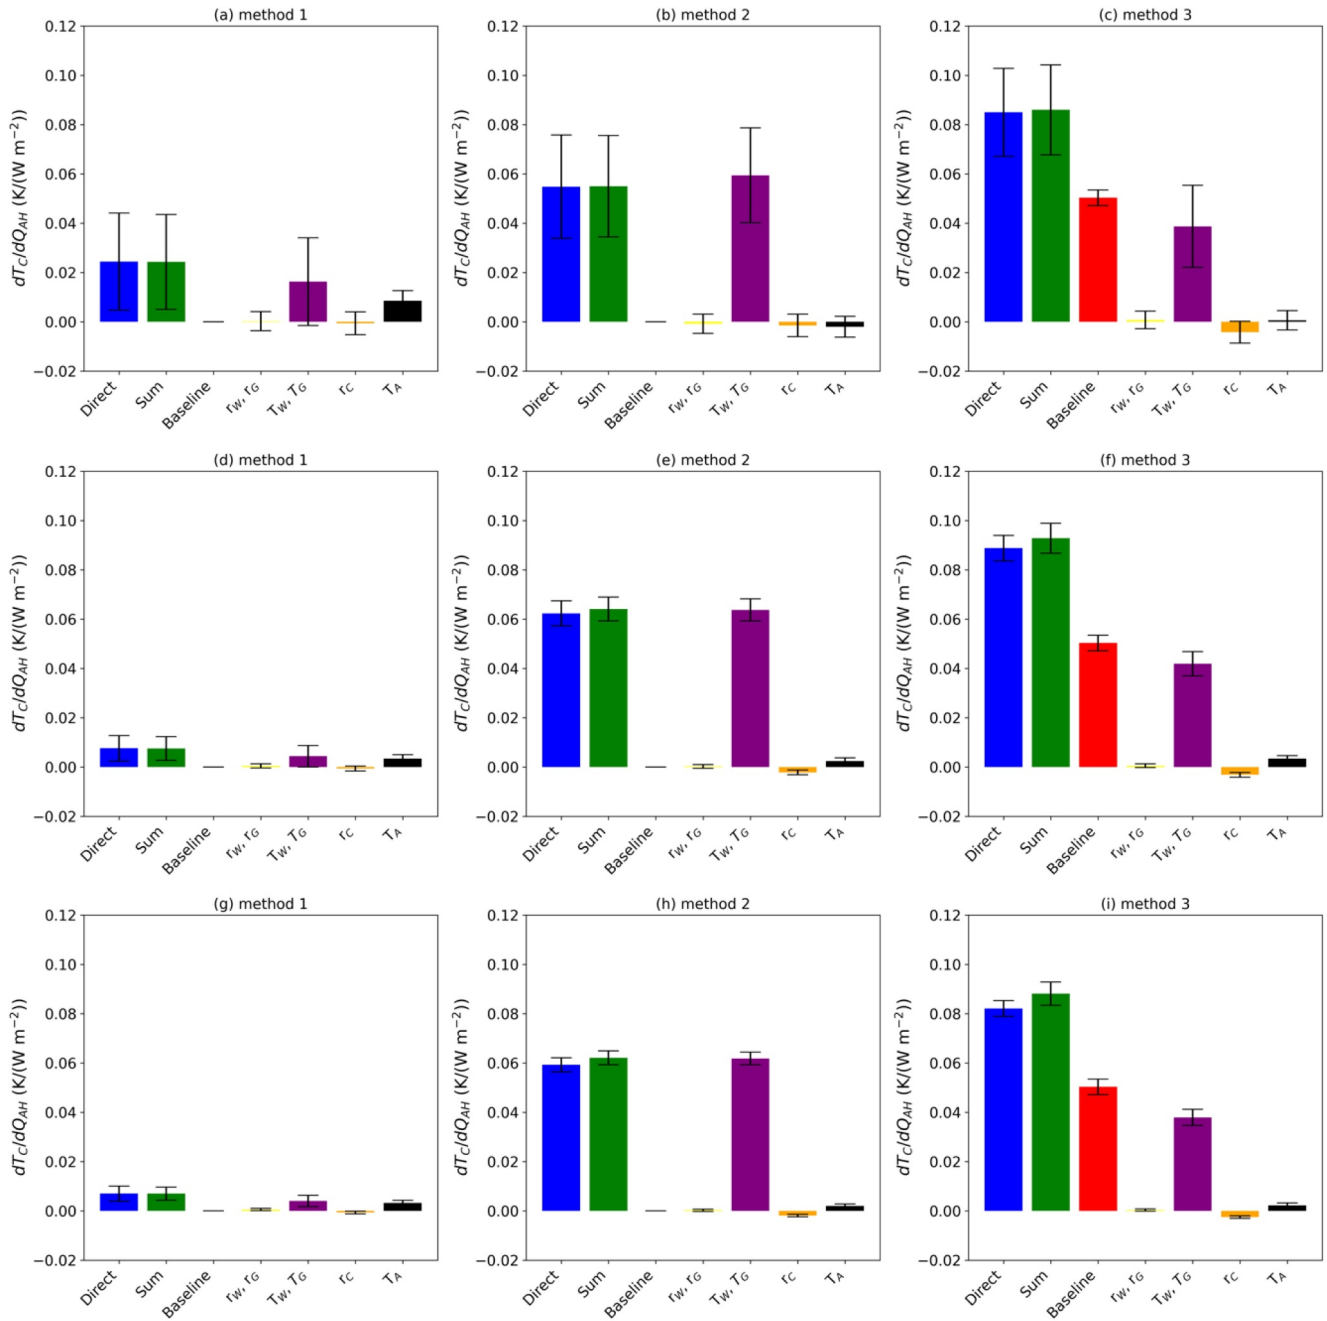 (a) method 1
(b) method 2
(c) method 3
0.12
0.10
0.08
0.06
0.04
0.02
0.00
−0.02
dT_C/dQ_AH (K/(W m⁻²))
Direct
Sum
Baseline
r_W, r_G
T_W, T_G
r_C
T_A
0.12
0.10
0.08
0.06
0.04
0.02
0.00
−0.02
dT_C/dQ_AH (K/(W m⁻²))
Direct
Sum
Baseline
r_W, r_G
T_W, T_G
r_C
T_A
0.12
0.10
0.08
0.06
0.04
0.02
0.00
−0.02
dT_C/dQ_AH (K/(W m⁻²))
Direct
Sum
Baseline
r_W, r_G
T_W, T_G
r_C
T_A
(d) method 1
(e) method 2
(f) method 3
0.12
0.10
0.08
0.06
0.04
0.02
0.00
−0.02
dT_C/dQ_AH (K/(W m⁻²))
Direct
Sum
Baseline
r_W, r_G
T_W, T_G
r_C
T_A
0.12
0.10
0.08
0.06
0.04
0.02
0.00
−0.02
dT_C/dQ_AH (K/(W m⁻²))
Direct
Sum
Baseline
r_W, r_G
T_W, T_G
r_C
T_A
0.12
0.10
0.08
0.06
0.04
0.02
0.00
−0.02
dT_C/dQ_AH (K/(W m⁻²))
Direct
Sum
Baseline
r_W, r_G
T_W, T_G
r_C
T_A
(g) method 1
(h) method 2
(i) method 3
0.12
0.10
0.08
0.06
0.04
0.02
0.00
−0.02
dT_C/dQ_AH (K/(W m⁻²))
Direct
Sum
Baseline
r_W, r_G
T_W, T_G
r_C
T_A
0.12
0.10
0.08
0.06
0.04
0.02
0.00
−0.02
dT_C/dQ_AH (K/(W m⁻²))
Direct
Sum
Baseline
r_W, r_G
T_W, T_G
r_C
T_A
0.12
0.10
0.08
0.06
0.04
0.02
0.00
−0.02
dT_C/dQ_AH (K/(W m⁻²))
Direct
Sum
Baseline
r_W, r_G
T_W, T_G
r_C
T_A